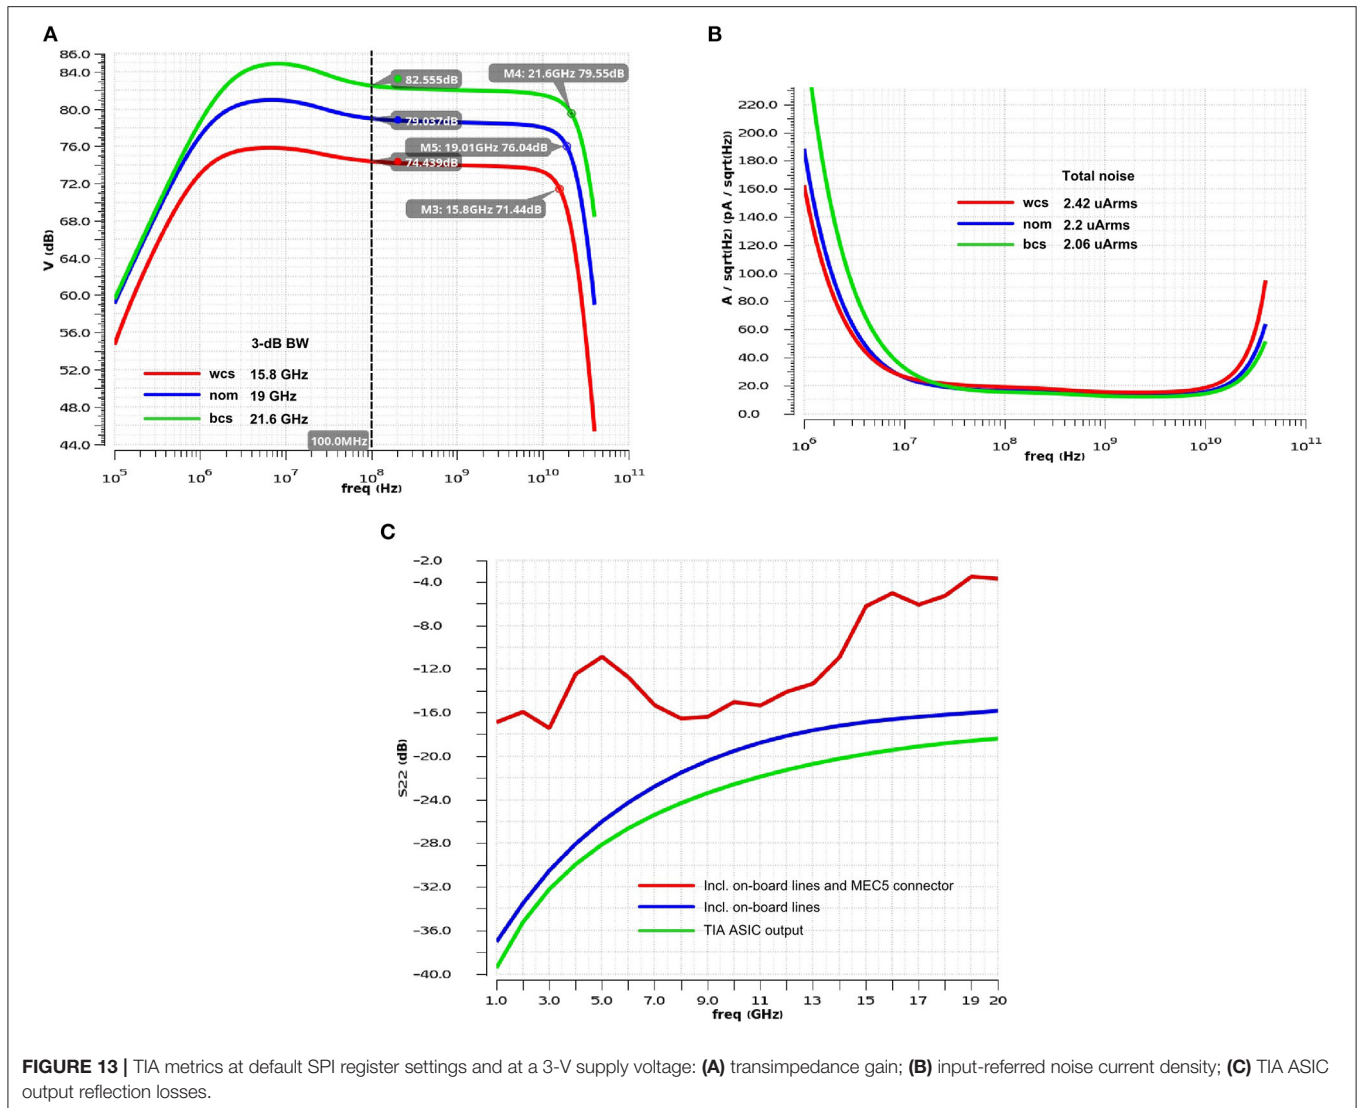 A
86.0
84.0
80.0
76.0
72.0
68.0
64.0
60.0
56.0
52.0
48.0
44.0
V (dB)
82.555dB
79.037dB
74.439dB
M4: 21.6GHz 79.55dB
M5: 19.01GHz 76.04dB
M3: 15.8GHz 71.44dB
3-dB BW
wcs 15.8 GHz
nom 19 GHz
bcs 21.6 GHz
100.0MHz
10^5 10^6 10^7 10^8 10^9 10^10 10^11
freq (Hz)
B
220.0
200.0
180.0
160.0
140.0
120.0
100.0
80.0
60.0
40.0
20.0
0.0
A / sqrt(Hz) (pA / sqrt(Hz)
Total noise
wcs 2.42 uArms
nom 2.2 uArms
bcs 2.06 uArms
10^6 10^7 10^8 10^9 10^10 10^11
freq (Hz)
C
-2.0
-4.0
-8.0
-12.0
-16.0
-20.0
-24.0
-28.0
-32.0
-36.0
-40.0
S22 (dB)
Incl. on-board lines and MEC5 connector
Incl. on-board lines
TIA ASIC output
1.0 3.0 5.0 7.0 9.0 11 13 15 17 19 20
freq (GHz)
FIGURE 13 | TIA metrics at default SPI register settings and at a 3-V supply voltage: (A) transimpedance gain; (B) input-referred noise current density; (C) TIA ASIC
output reflection losses.